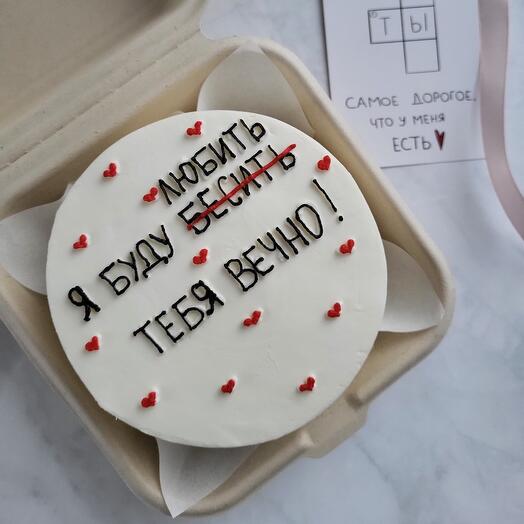 ЛЮБИТЬ
Я БУДУ БЕСИТЬ
ТЕБЯ ВЕЧНО!
ТЫ
САМОЕ ДОРОГОЕ,
ЧТО У МЕНЯ
ЕСТЬ